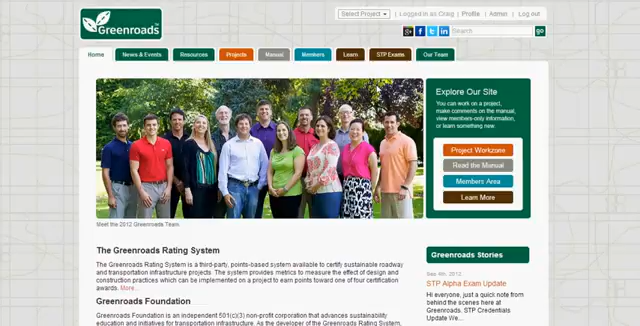 Greenroads
Select Project
Logged in as Craig | Profile | Admin | Log out
Search
go
Home
News & Events
Resources
Projects
Manual
Members
Learn
STP Exams
Our Team
Explore Our Site
You can work on a project,
make comments on the manual,
view members-only information,
or learn something new.
Project Workzone
Read the Manual
Members Area
Learn More
Meet the 2012 Greenroads Team
The Greenroads Rating System
The Greenroads Rating System is a third-party, points-based system available to certify sustainable roadway
and transportation infrastructure projects. The system provides metrics to measure the effect of design and
construction practices which can be implemented on a project to earn points toward one of four certification
awards. More...
Greenroads Foundation
Greenroads Foundation is an independent 501(c)(3) non-profit corporation that advances sustainability
education and initiatives for transportation infrastructure. As the developer of the Greenroads Rating System,
Greenroads Stories
Sep 4th, 2012
STP Alpha Exam Update
Hi everyone, just a quick note from
behind the scenes here at
Greenroads. STP Credentials
Update We...